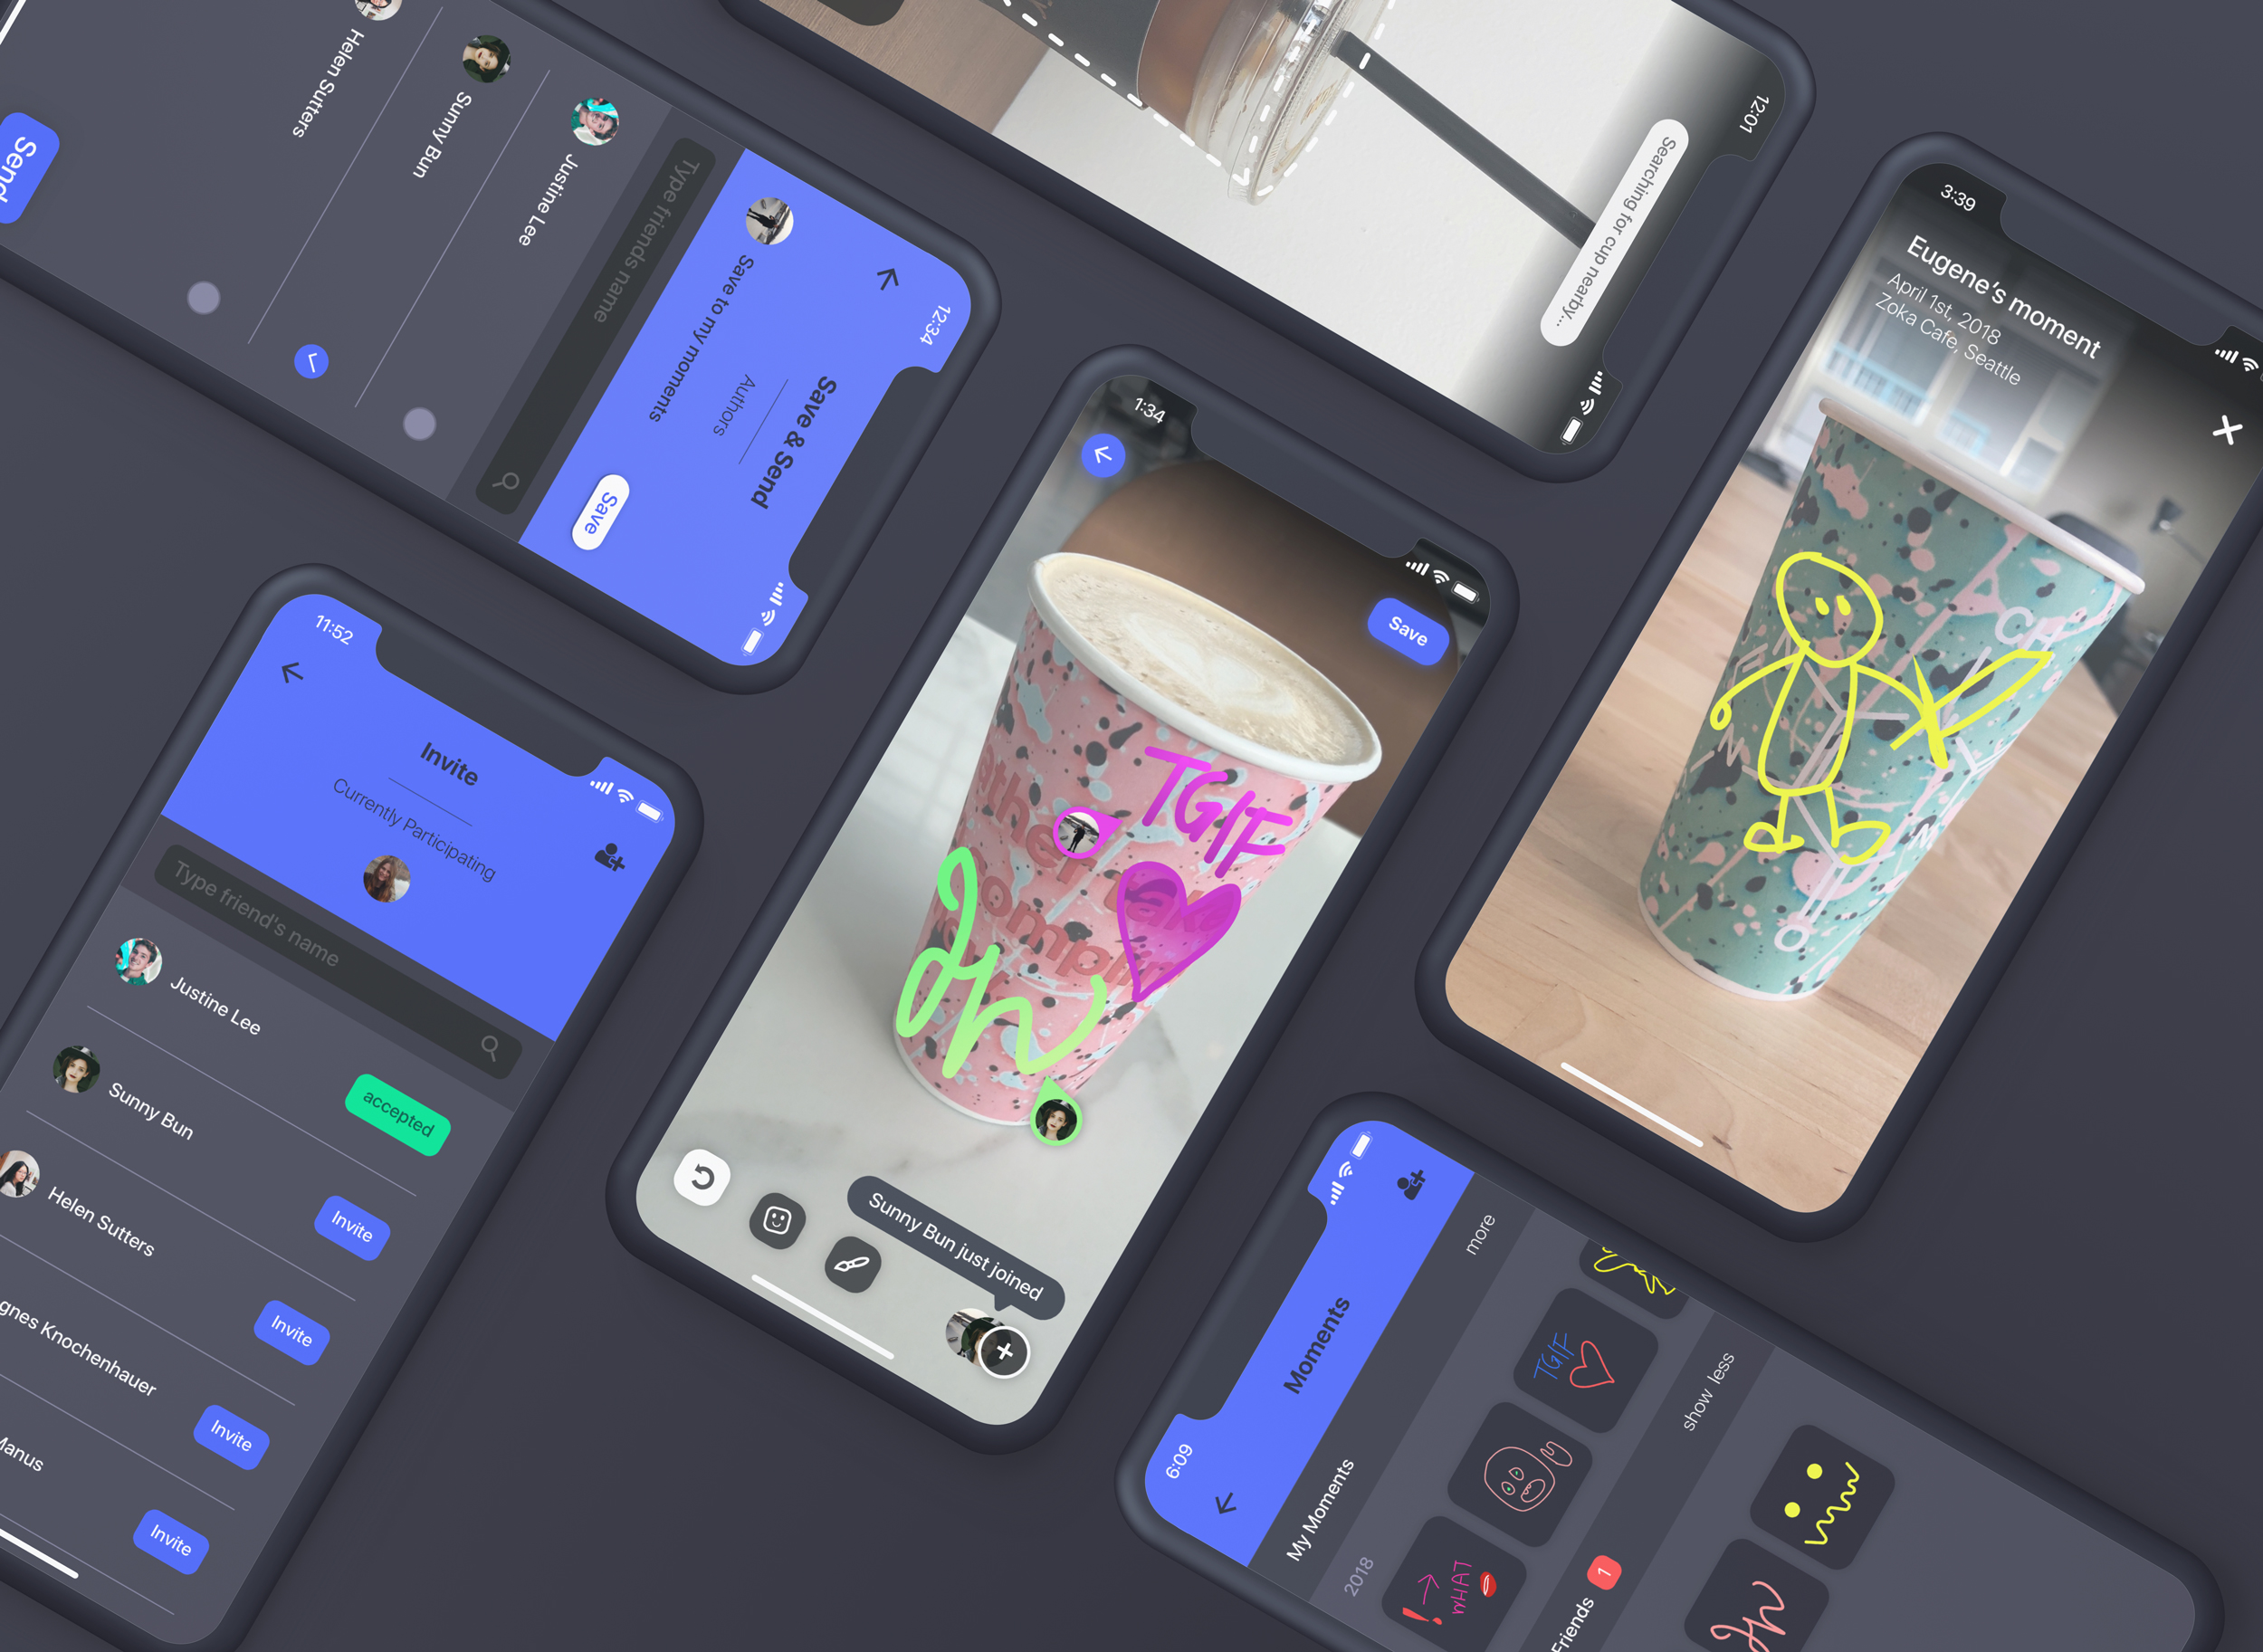 12:34
Save & Send
Authors
Save to my moments
Save
Type friends name
Justine Lee
Sunny Bun
Helen Sutters
Send
12:01
Searching for cup nearby...
3:39
Eugene's moment
April 1st, 2018
Zoka Cafe, Seattle
CH
N
O
1:34
Save
TGIF
Sunny Bun just joined
11:52
Invite
Currently Participating
Type friend's name
Justine Lee
accepted
Sunny Bun
Invite
Helen Sutters
Invite
gnes Knochenhauer
Invite
Manus
Invite
6:09
Moments
My Moments
more
2018
! → WHAT
TGIF
Friends
1
show less